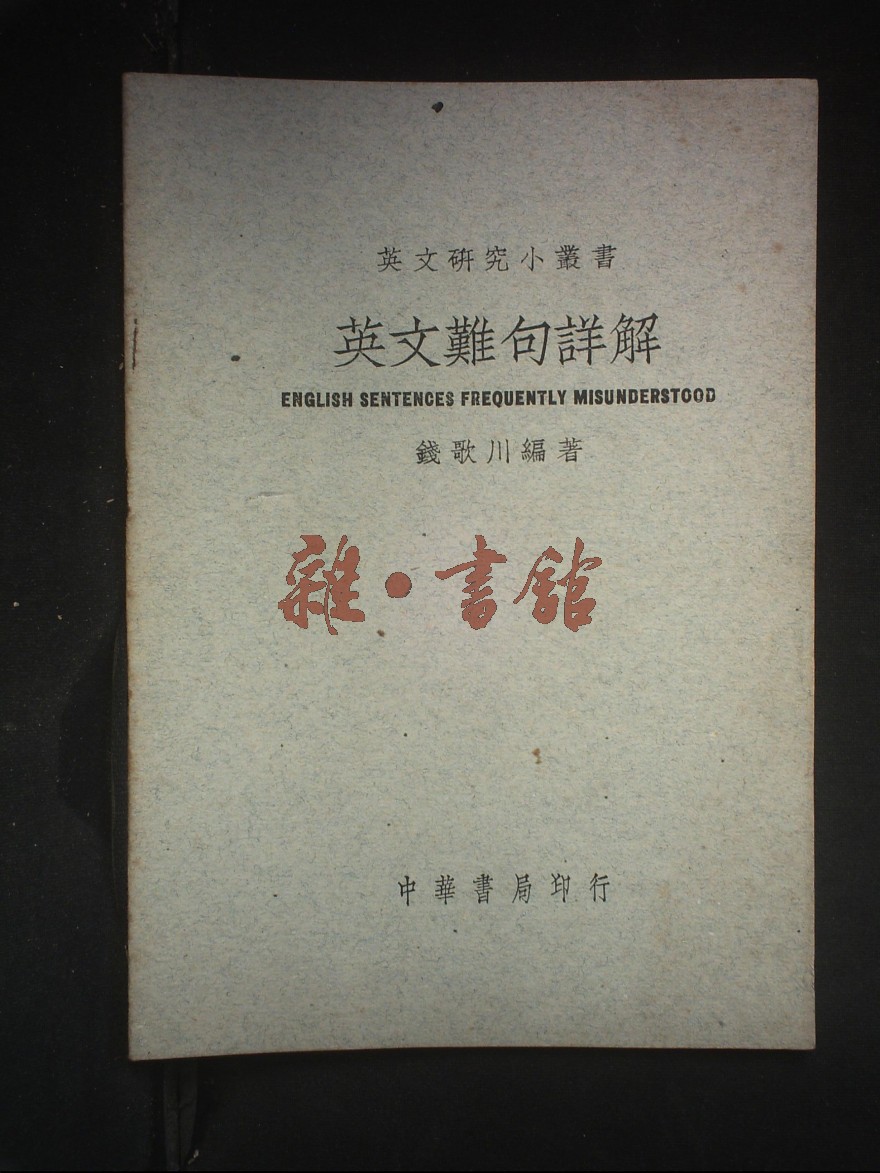 英文研究小叢書
英文難句詳解
ENGLISH SENTENCES FREQUENTLY MISUNDERSTOOD
錢歌川編著
雜·書館
中華書局印行